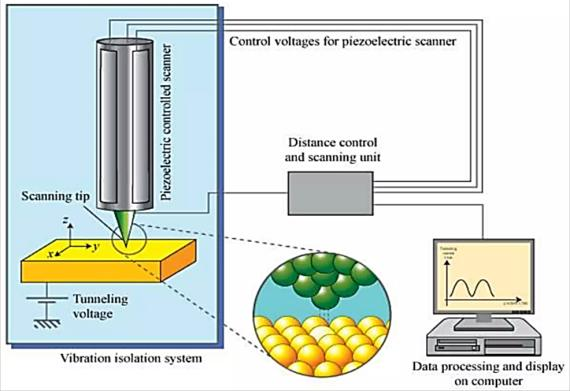 Control voltages for piezoelectric scanner
Piezoelectric controlled scanner
Distance control
and scanning unit
Scanning tip
z
y
x
Tunneling
voltage
Tunneling
Vibration isolation system
Data processing and display
on computer